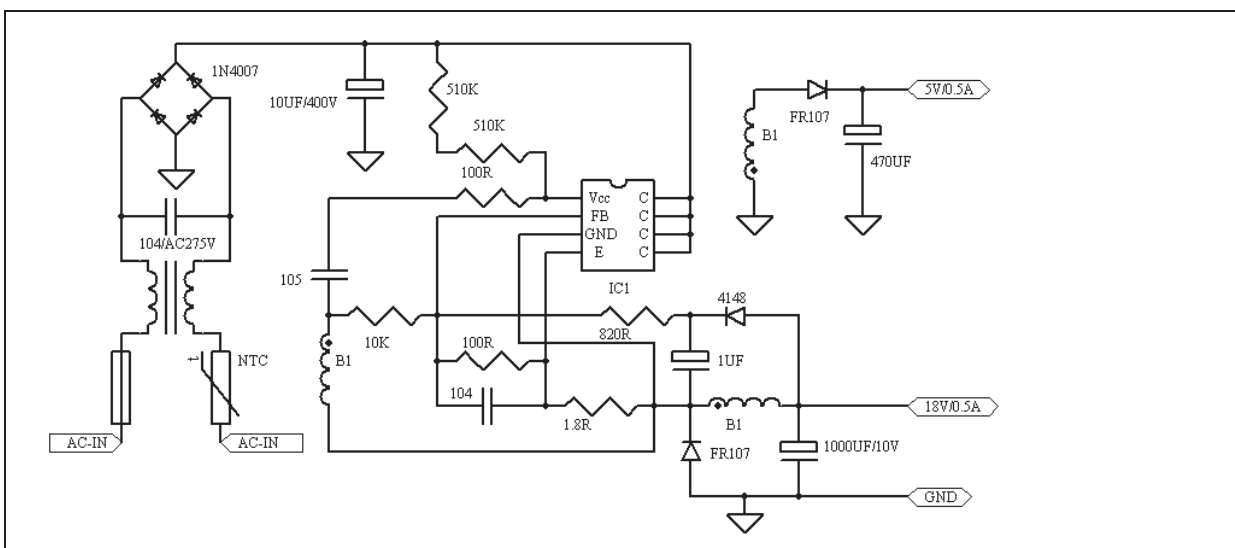 1N4007
10UF/400V
510K
510K
100R
5V/0.5A
FR107
B1
470UF
Vcc C
FB C
GND C
E C
IC1
104/AC275V
105
10K
B1
100R
104
820R
4148
1UF
1.8R
B1
18V/0.5A
FR107
1000UF/10V
GND
t
NTC
AC-IN
AC-IN